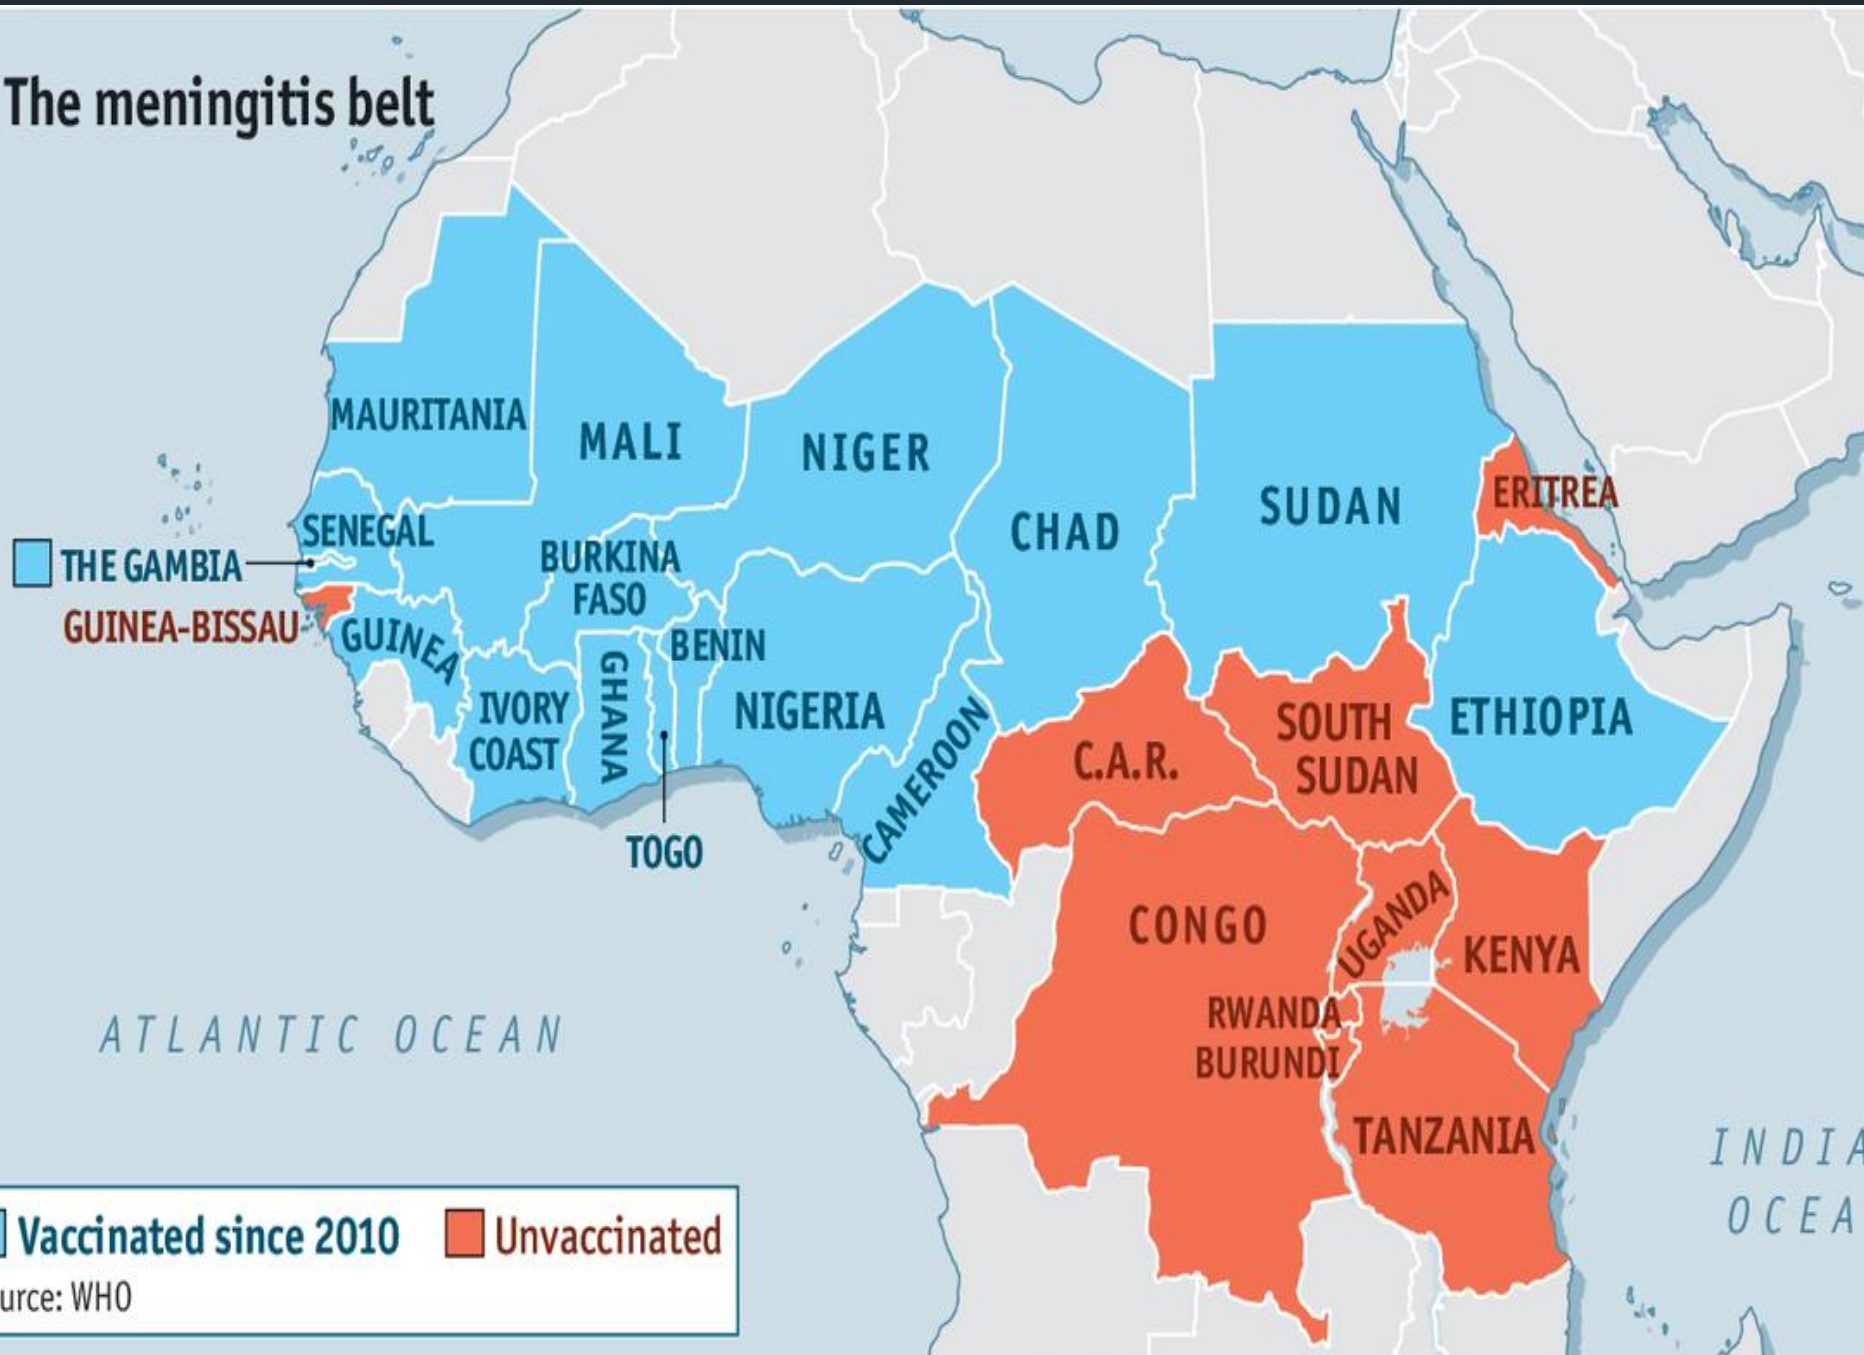 The meningitis belt
MAURITANIA
MALI
NIGER
CHAD
SUDAN
ERITREA
SENEGAL
THE GAMBIA
GUINEA-BISSAU
GUINEA
BURKINA
FASO
BENIN
IVORY
COAST
GHANA
TOGO
NIGERIA
CAMEROON
C.A.R.
SOUTH
SUDAN
ETHIOPIA
CONGO
UGANDA
KENYA
RWANDA
BURUNDI
TANZANIA
ATLANTIC OCEAN
INDIA
OCEA
Vaccinated since 2010 Unvaccinated
urce: WHO